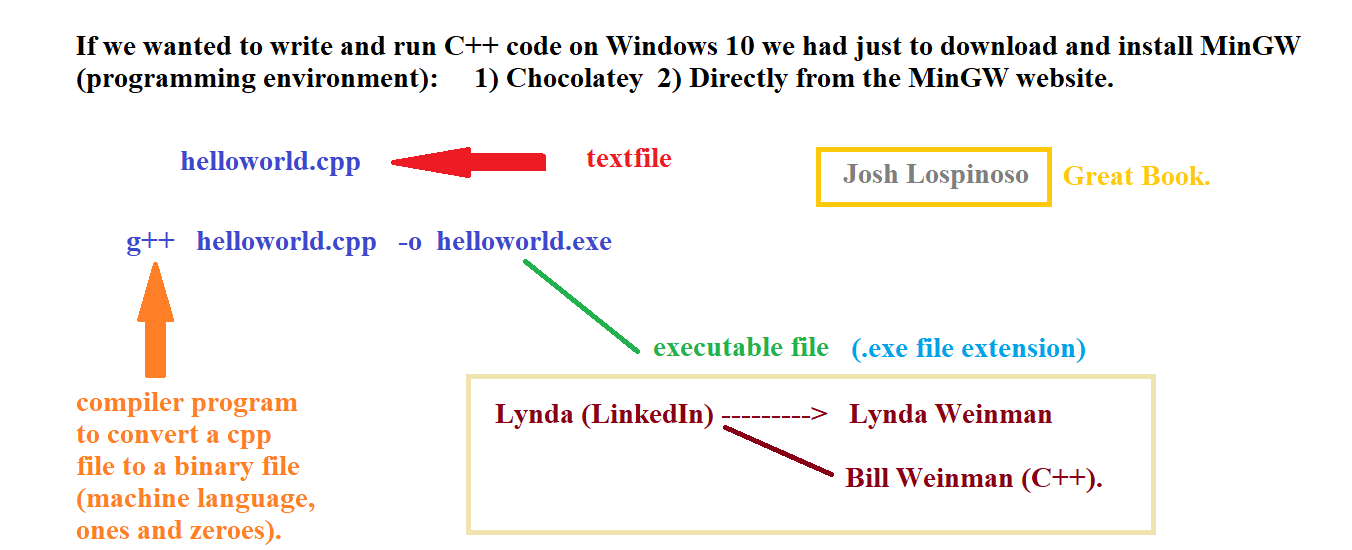 If we wanted to write and run C++ code on Windows 10 we had just to download and install MinGW
(programming environment): 1) Chocolatey 2) Directly from the MinGW website.
helloworld.cpp textfile
Josh Lospinoso Great Book.
g++ helloworld.cpp -o helloworld.exe
executable file (.exe file extension)
compiler program
to convert a cpp
file to a binary file
(machine language,
ones and zeroes).
Lynda (LinkedIn) ---------> Lynda Weinman
Bill Weinman (C++).